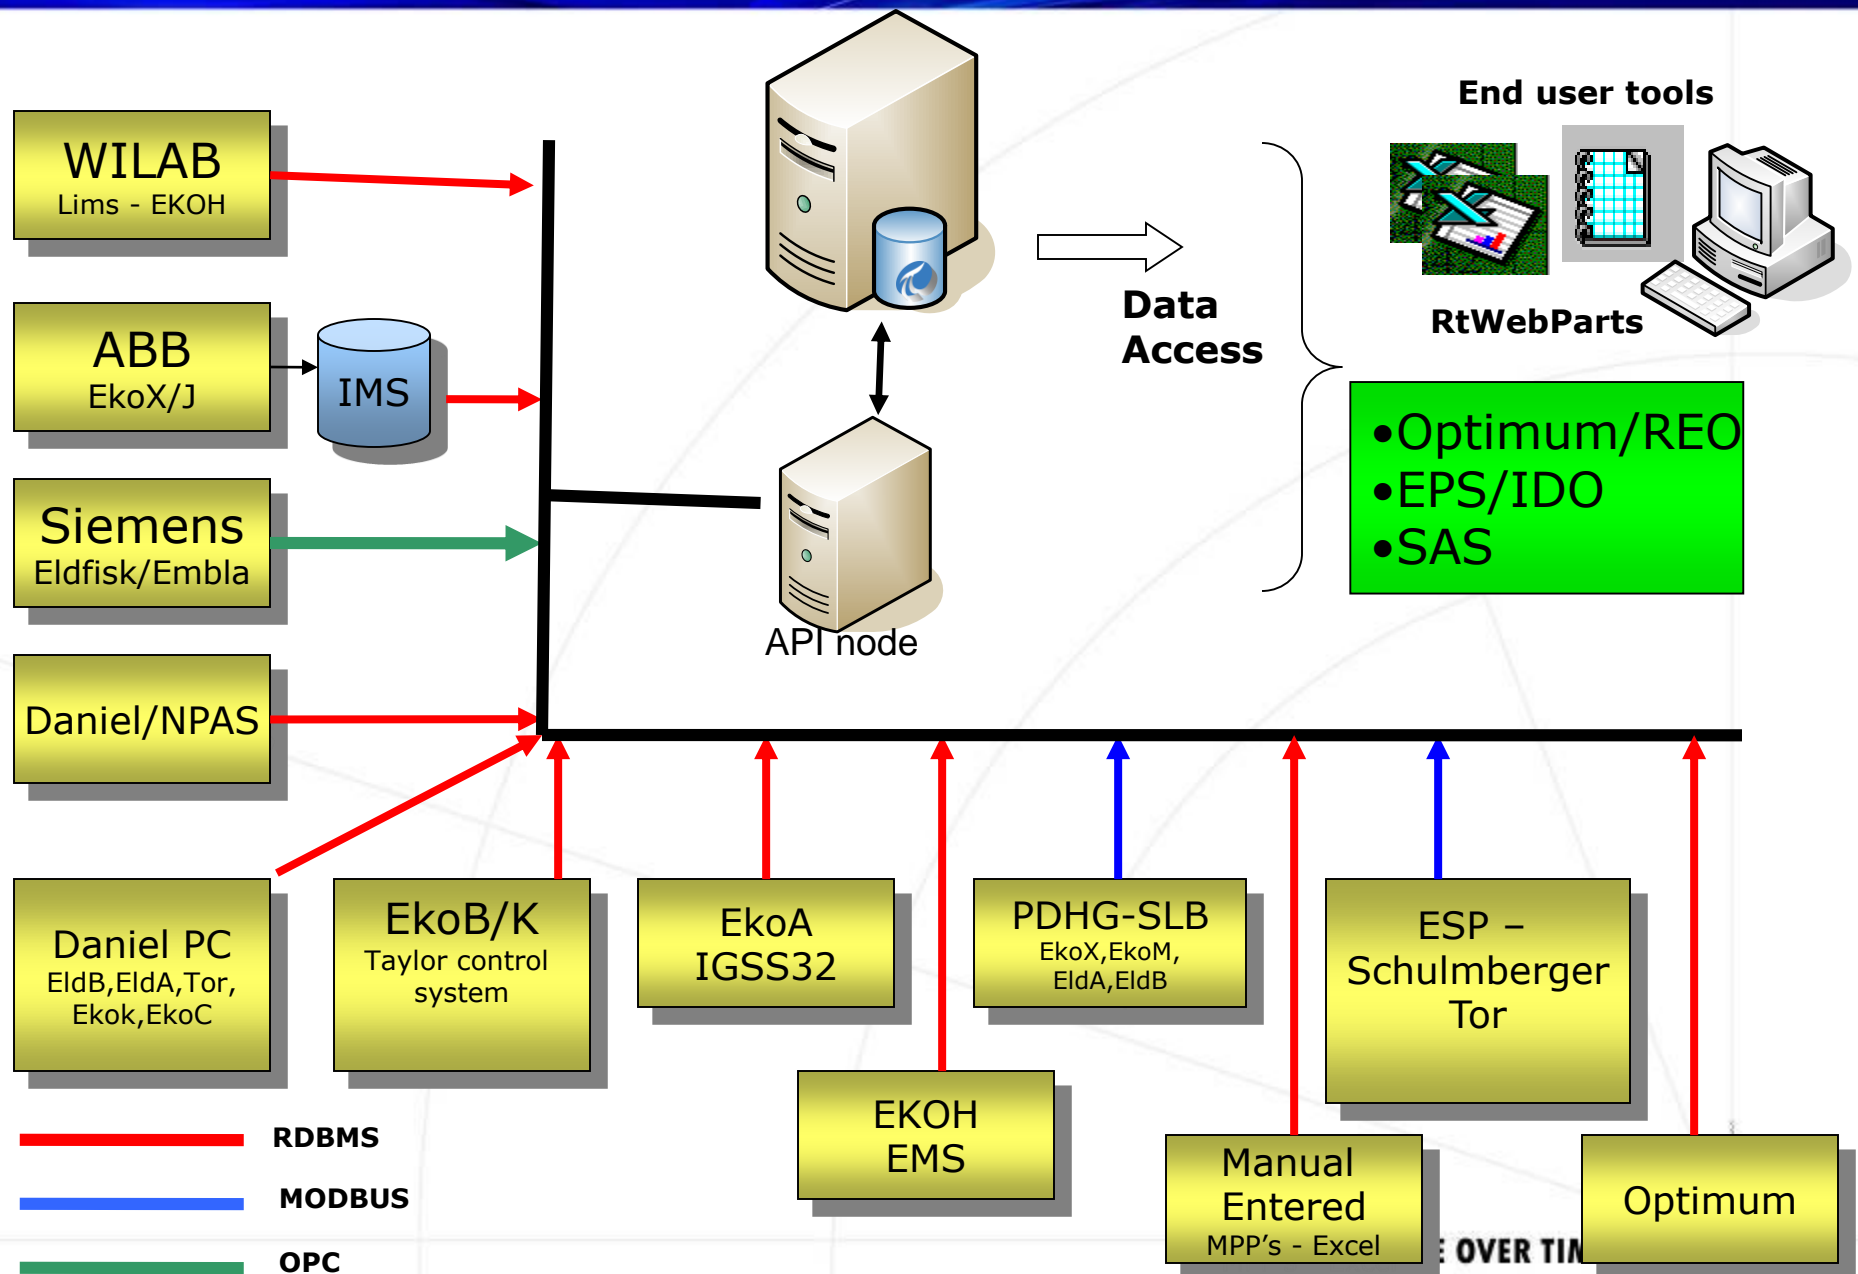 End user tools
WILAB
Lims - EKOH
Data
Access
RtWebParts
ABB
EkoX/J
IMS
•Optimum/REO
•EPS/IDO
•SAS
Siemens
Eldfisk/Embla
API node
Daniel/NPAS
Daniel PC
EldB,EldA,Tor,
Ekok,EkoC
EkoB/K
Taylor control
system
EkoA
IGSS32
PDHG-SLB
EkoX,EkoM,
EldA,EldB
ESP –
Schulmberger
Tor
EKOH
EMS
Manual
Entered
MPP's - Excel
Optimum
RDBMS
MODBUS
OPC
OVER